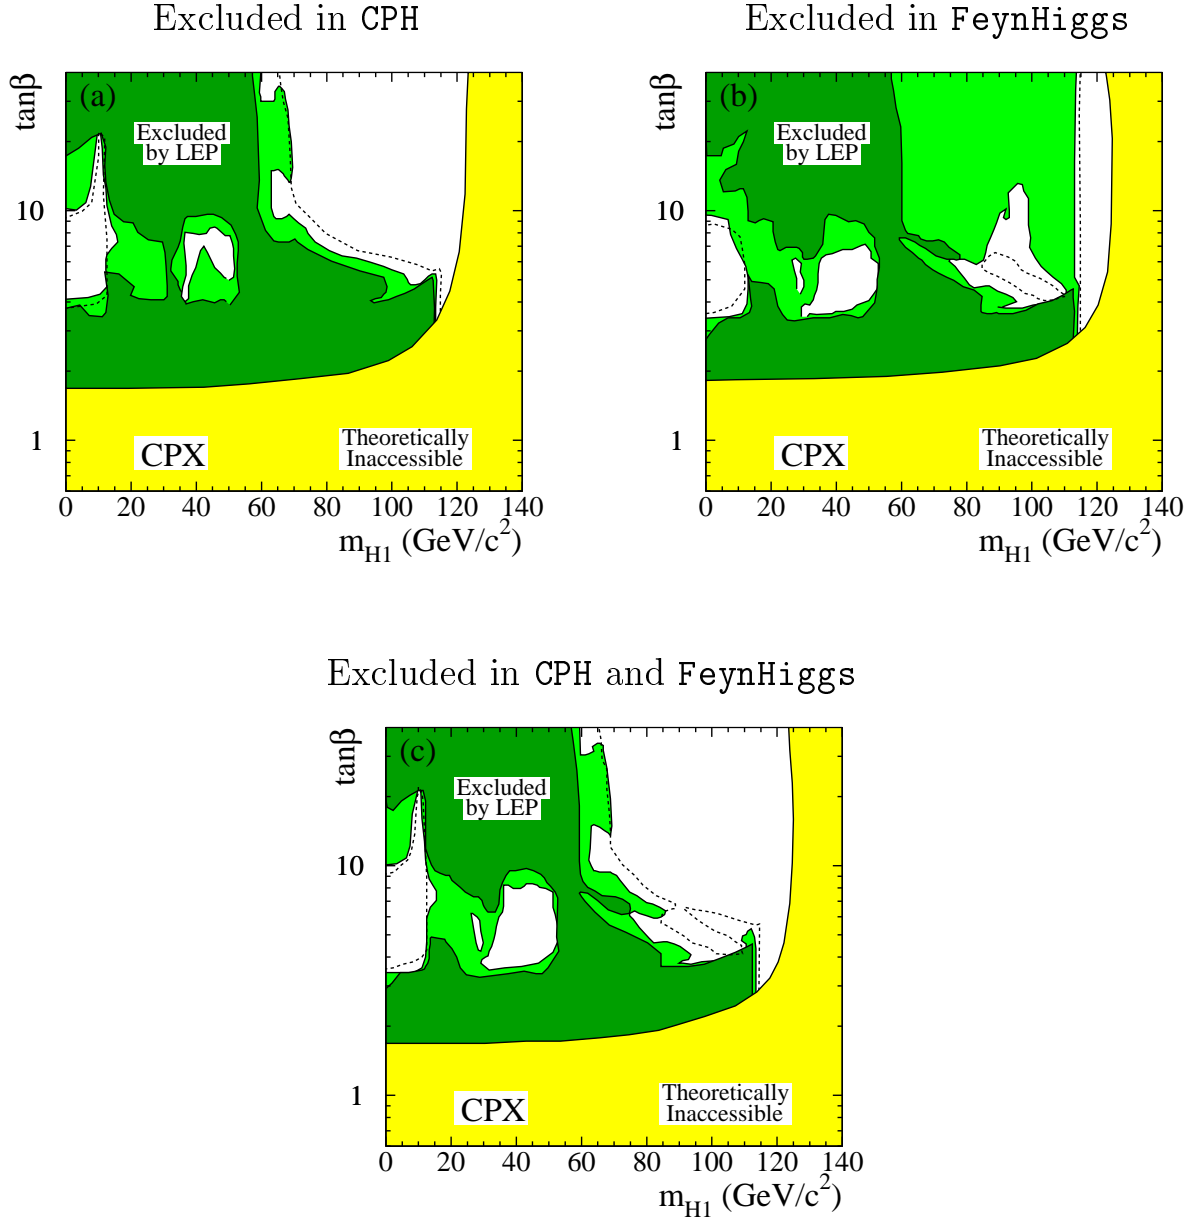 Excluded in CPH
tanβ
(a)
Excluded
by LEP
10
1
CPX
Theoretically
Inaccessible
0 20 40 60 80 100 120 140
m_H1 (GeV/c²)
Excluded in FeynHiggs
tanβ
(b)
Excluded
by LEP
10
1
CPX
Theoretically
Inaccessible
0 20 40 60 80 100 120 140
m_H1 (GeV/c²)
Excluded in CPH and FeynHiggs
tanβ
(c)
Excluded
by LEP
10
1
CPX
Theoretically
Inaccessible
0 20 40 60 80 100 120 140
m_H1 (GeV/c²)